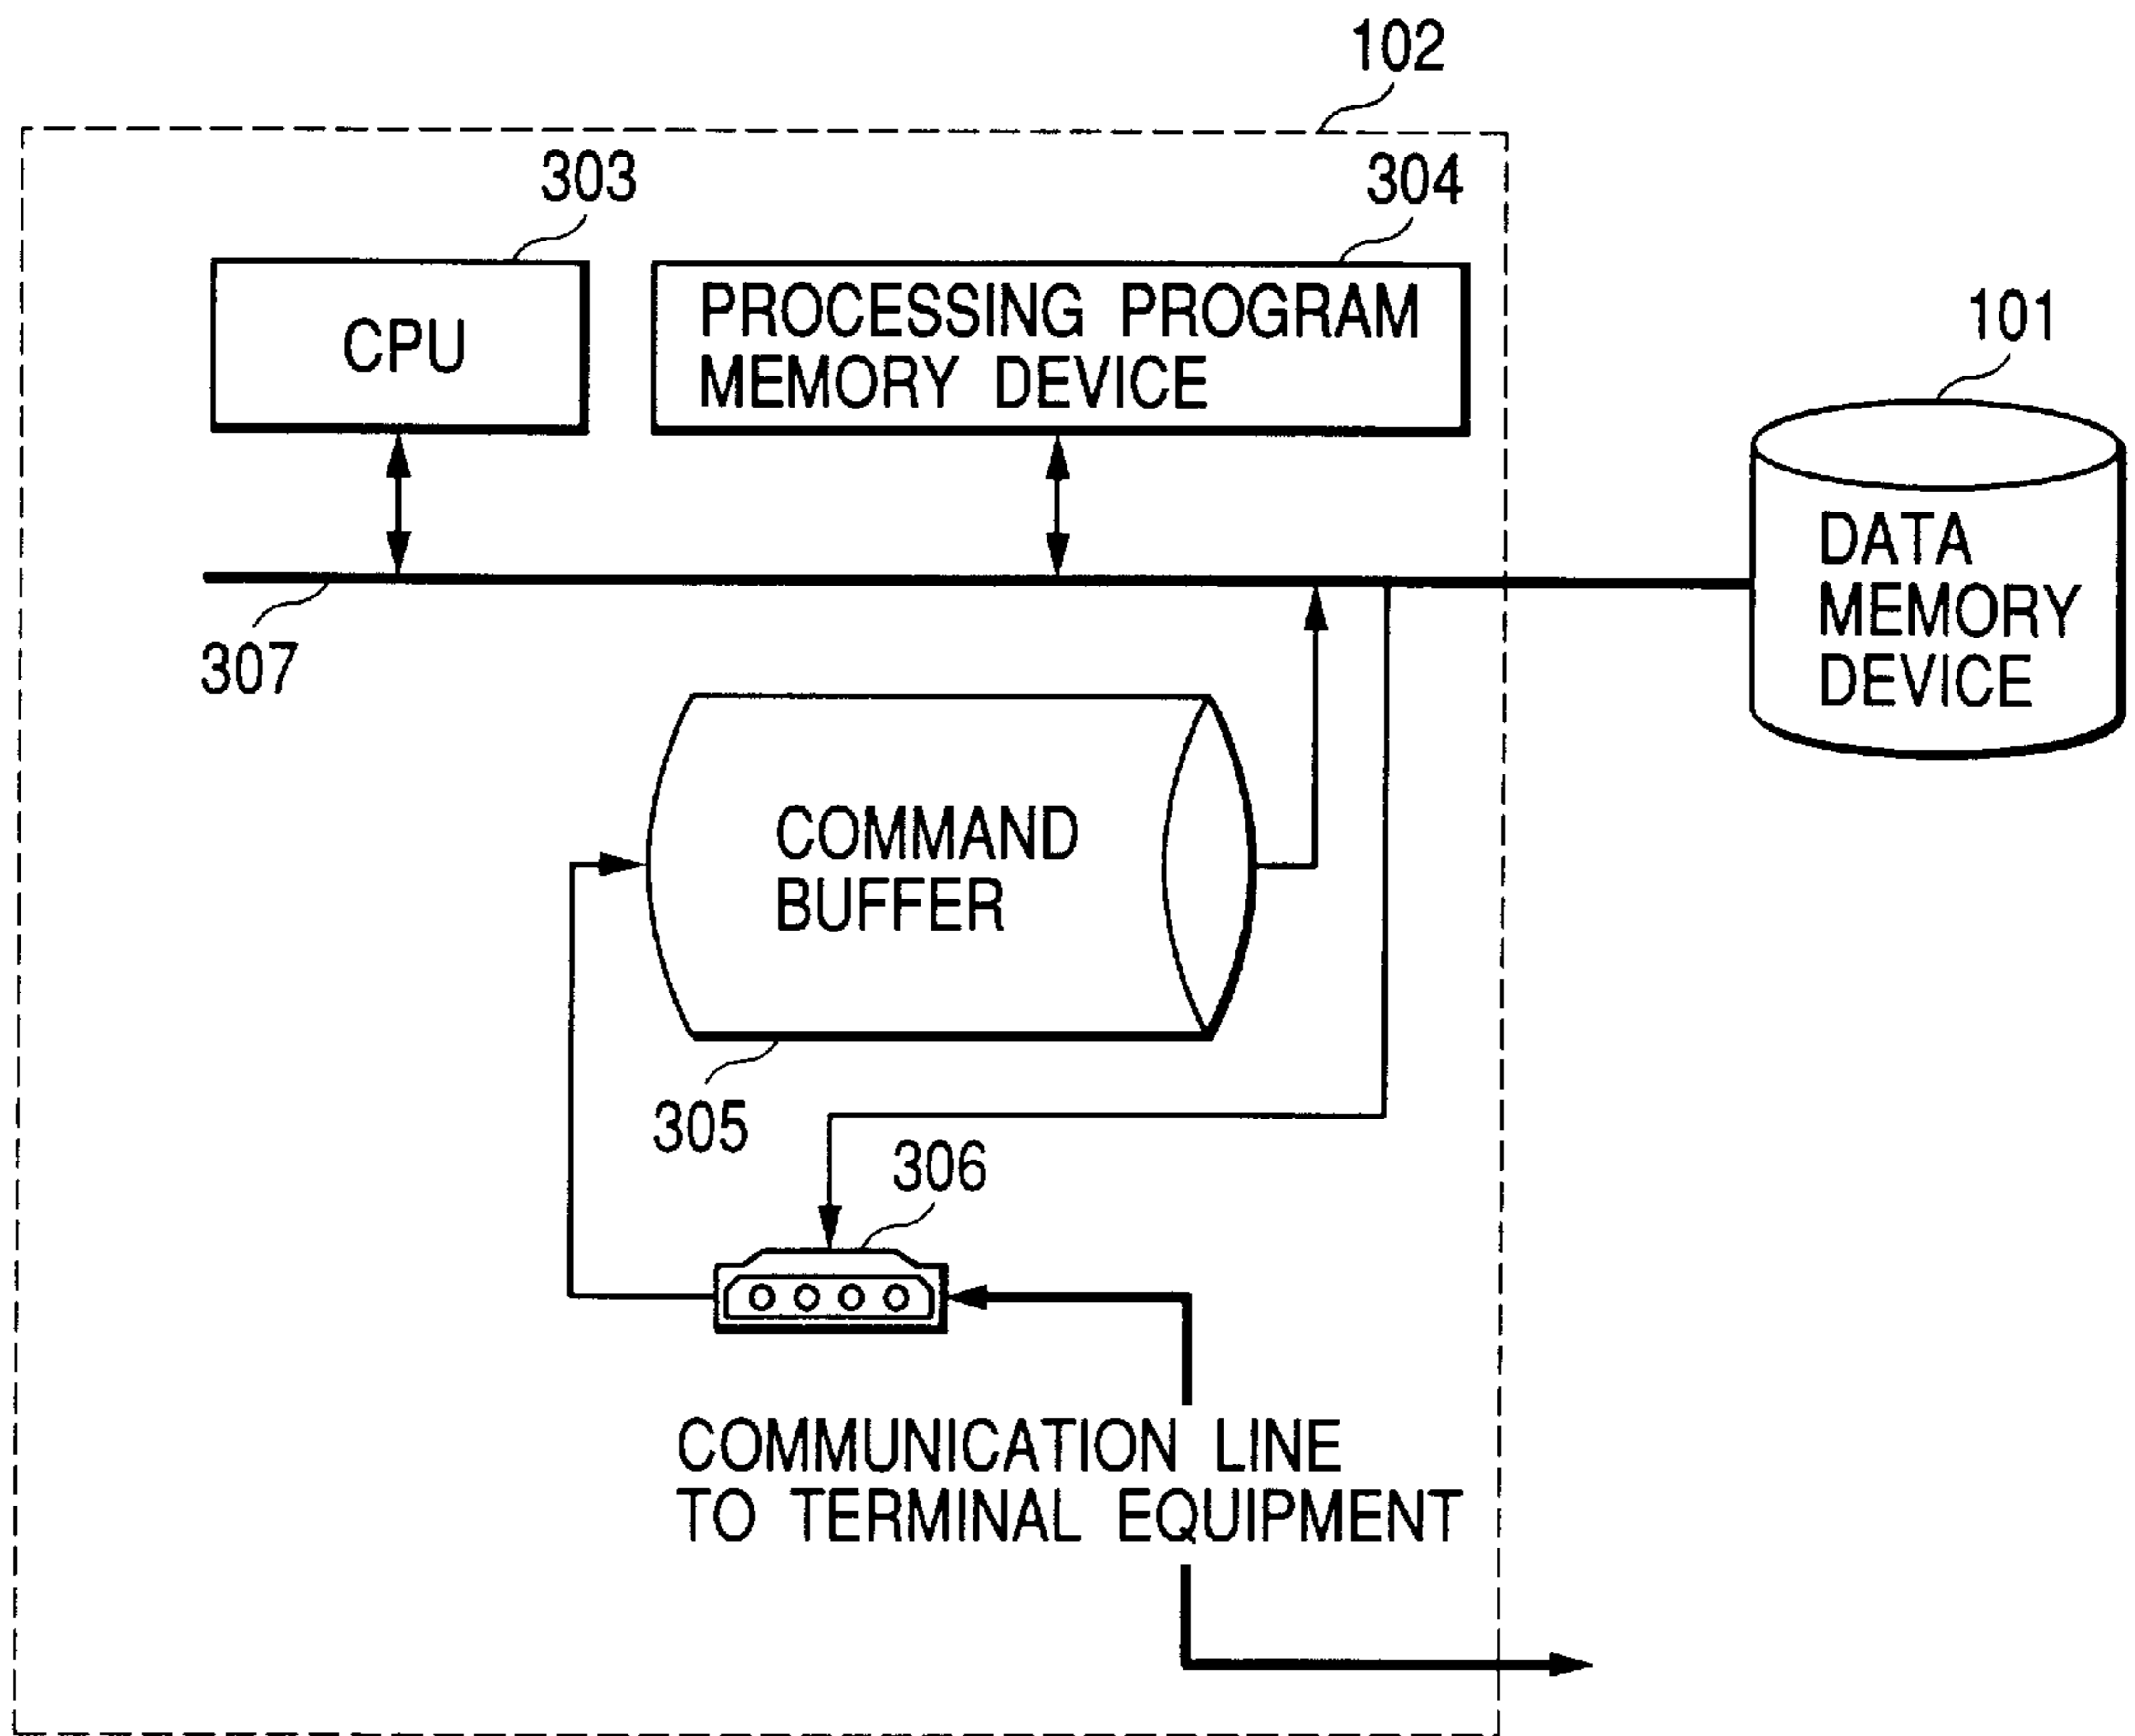 102
303
304
CPU
PROCESSING PROGRAM
MEMORY DEVICE
101
DATA
MEMORY
DEVICE
307
COMMAND
BUFFER
305
306
COMMUNICATION LINE
TO TERMINAL EQUIPMENT